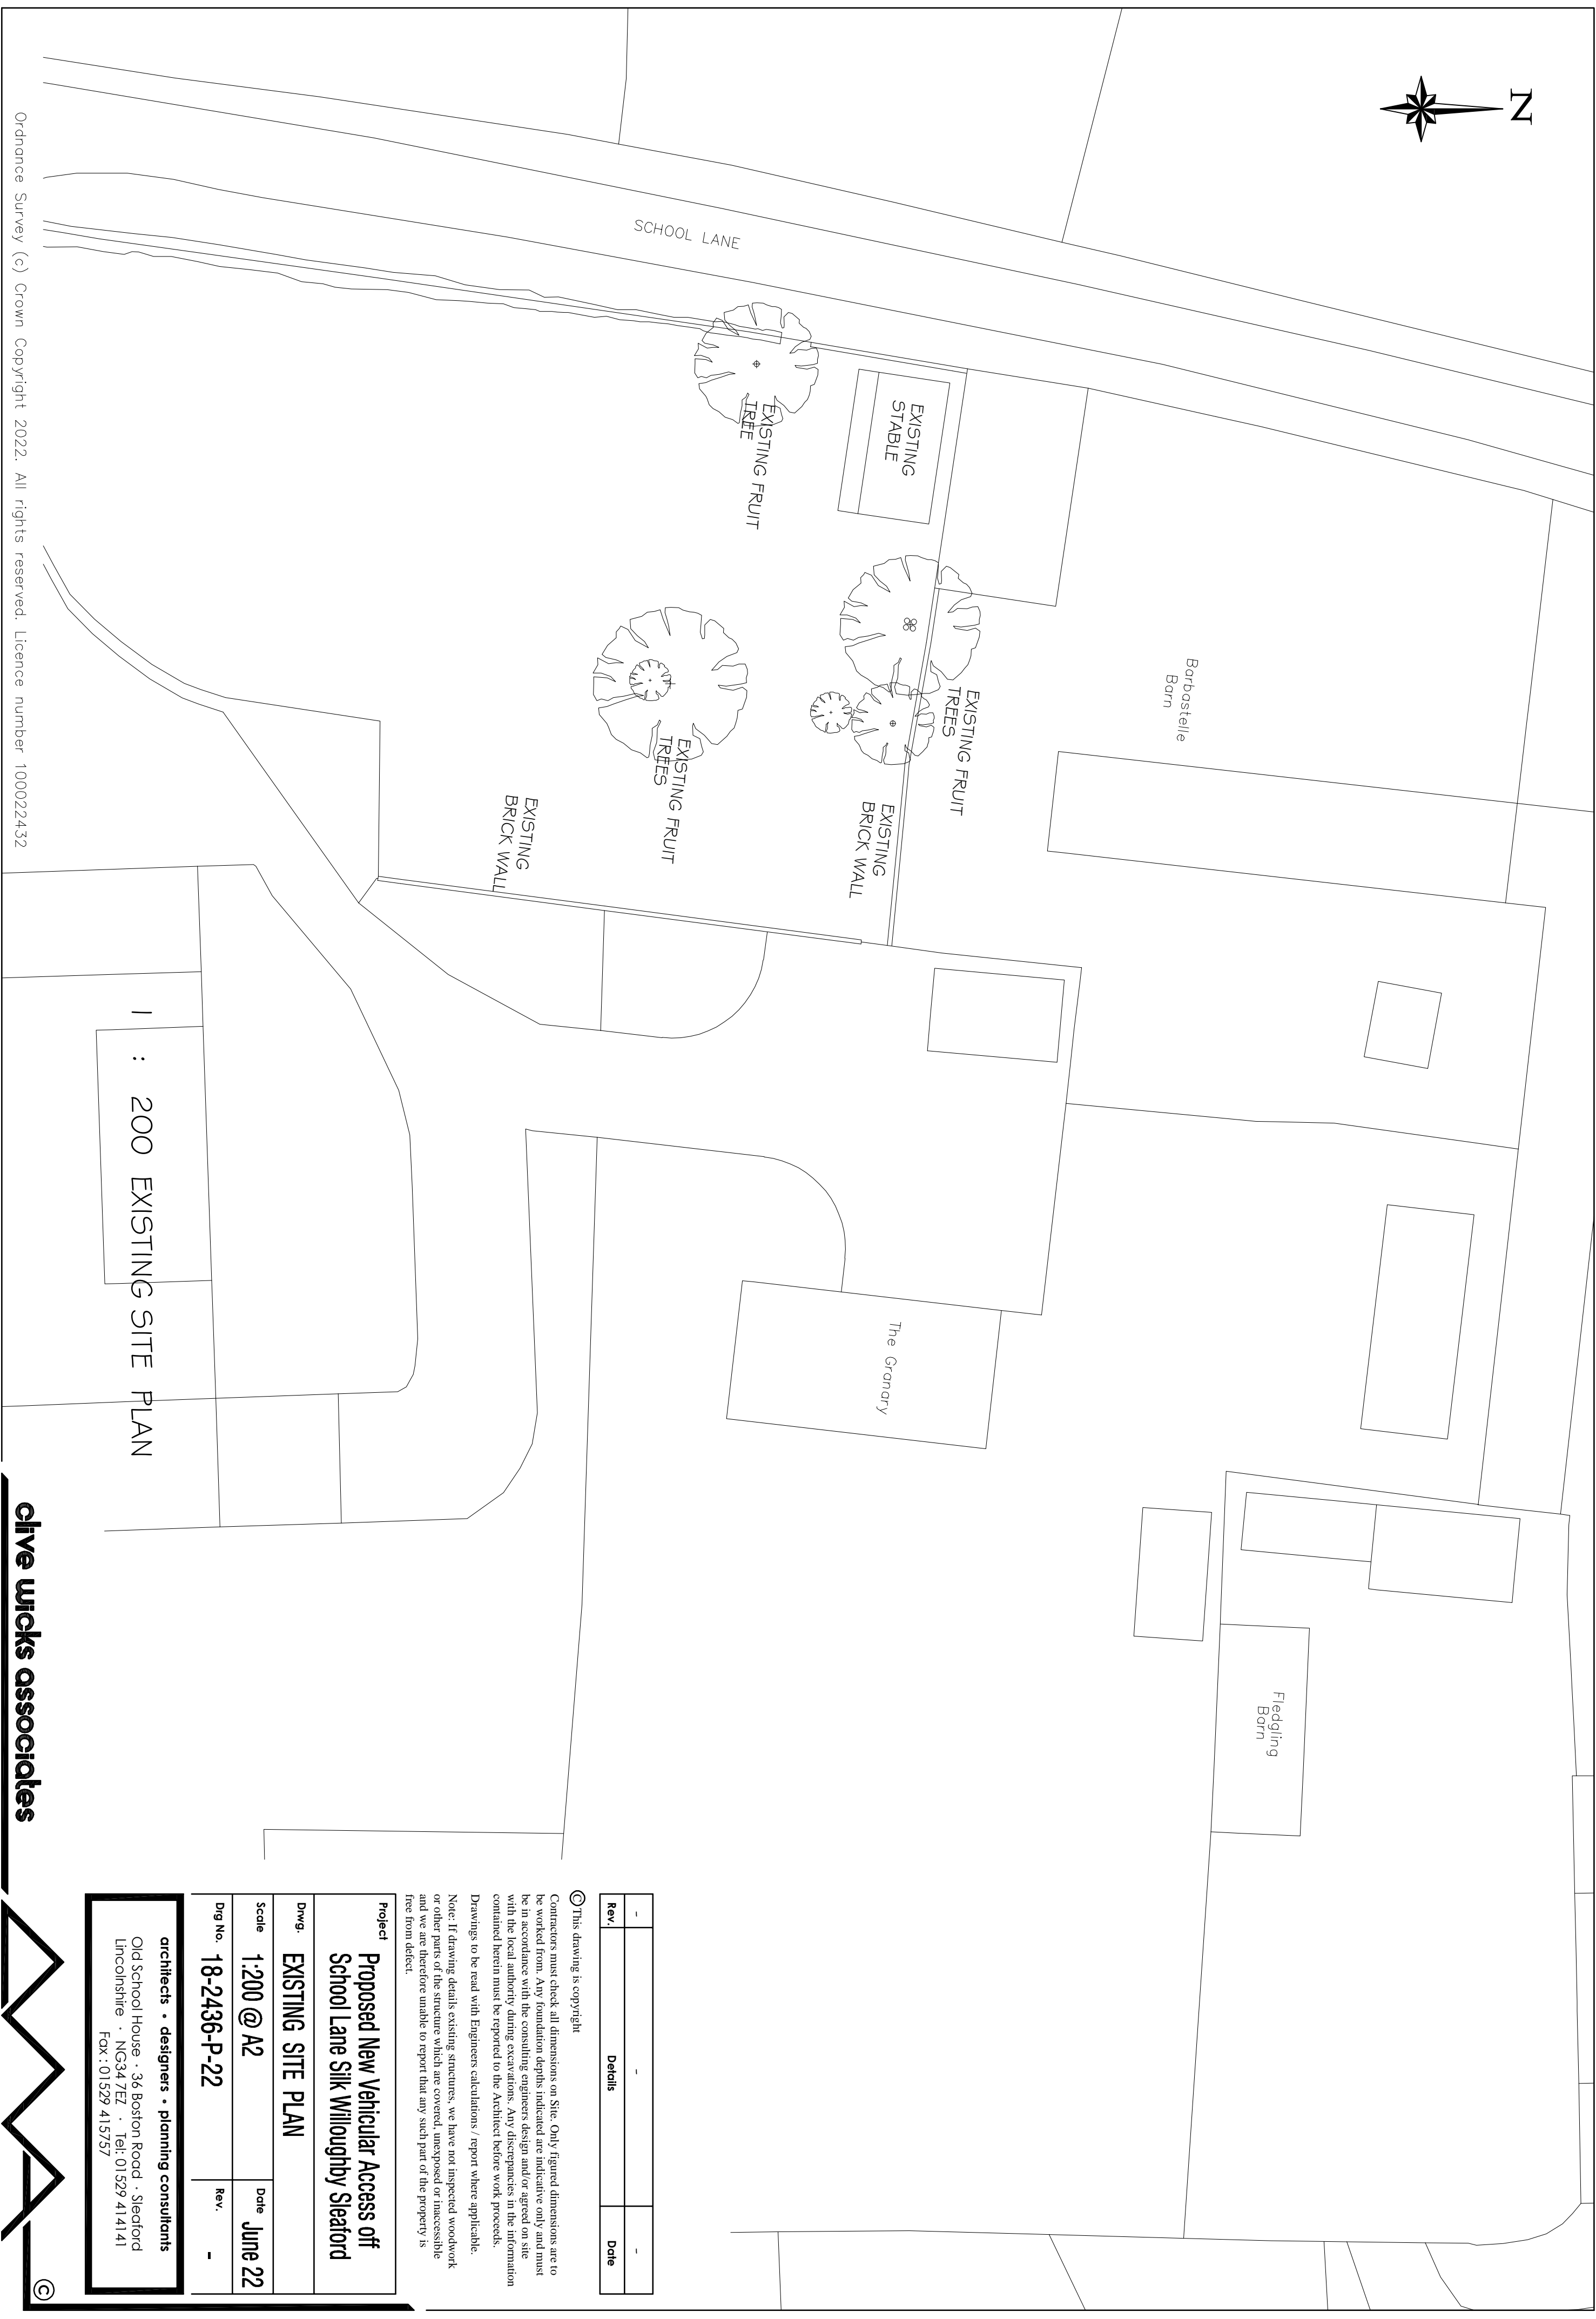 N
SCHOOL LANE
EXISTING
STABLE
EXISTING FRUIT
TREE
Barbastelle
Barn
EXISTING FRUIT
TREES
EXISTING FRUIT
TREES
EXISTING
BRICK WALL
EXISTING
BRICK WALL
The Granary
Fledgling
Barn
Ordnance Survey (c) Crown Copyright 2022. All rights reserved. Licence number 100022432
1 : 200 EXISTING SITE PLAN
- - -
Rev. Details Date
© This drawing is copyright
Contractors must check all dimensions on Site. Only figured dimensions are to
be worked from. Any foundation depths indicated are indicative only and must
be in accordance with the consulting engineers design and/or agreed on site
with the local authority during excavations. Any discrepancies in the information
contained herein must be reported to the Architect before work proceeds.
Drawings to be read with Engineers calculations / report where applicable.
Note: If drawing details existing structures, we have not inspected woodwork
or other parts of the structure which are covered, unexposed or inaccessible
and we are therefore unable to report that any such part of the property is
free from defect.
Project Proposed New Vehicular Access off
School Lane Silk Willoughby Sleaford
Drwg. EXISTING SITE PLAN
Scale 1:200 @ A2 Date June 22
Drg No. 18-2436-P-22 Rev. -
architects • designers • planning consultants
Old School House · 36 Boston Road · Sleaford
Lincolnshire · NG34 7EZ · Tel: 01529 414141
Fax : 01529 415757
clive wicks associates
©